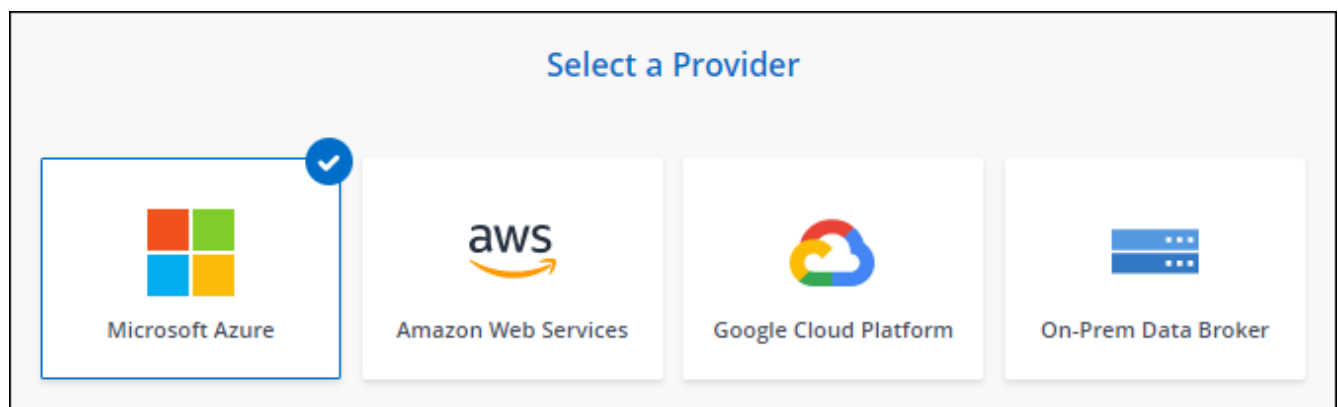 Select a Provider
aws
Microsoft Azure
Amazon Web Services
Google Cloud Platform
On-Prem Data Broker